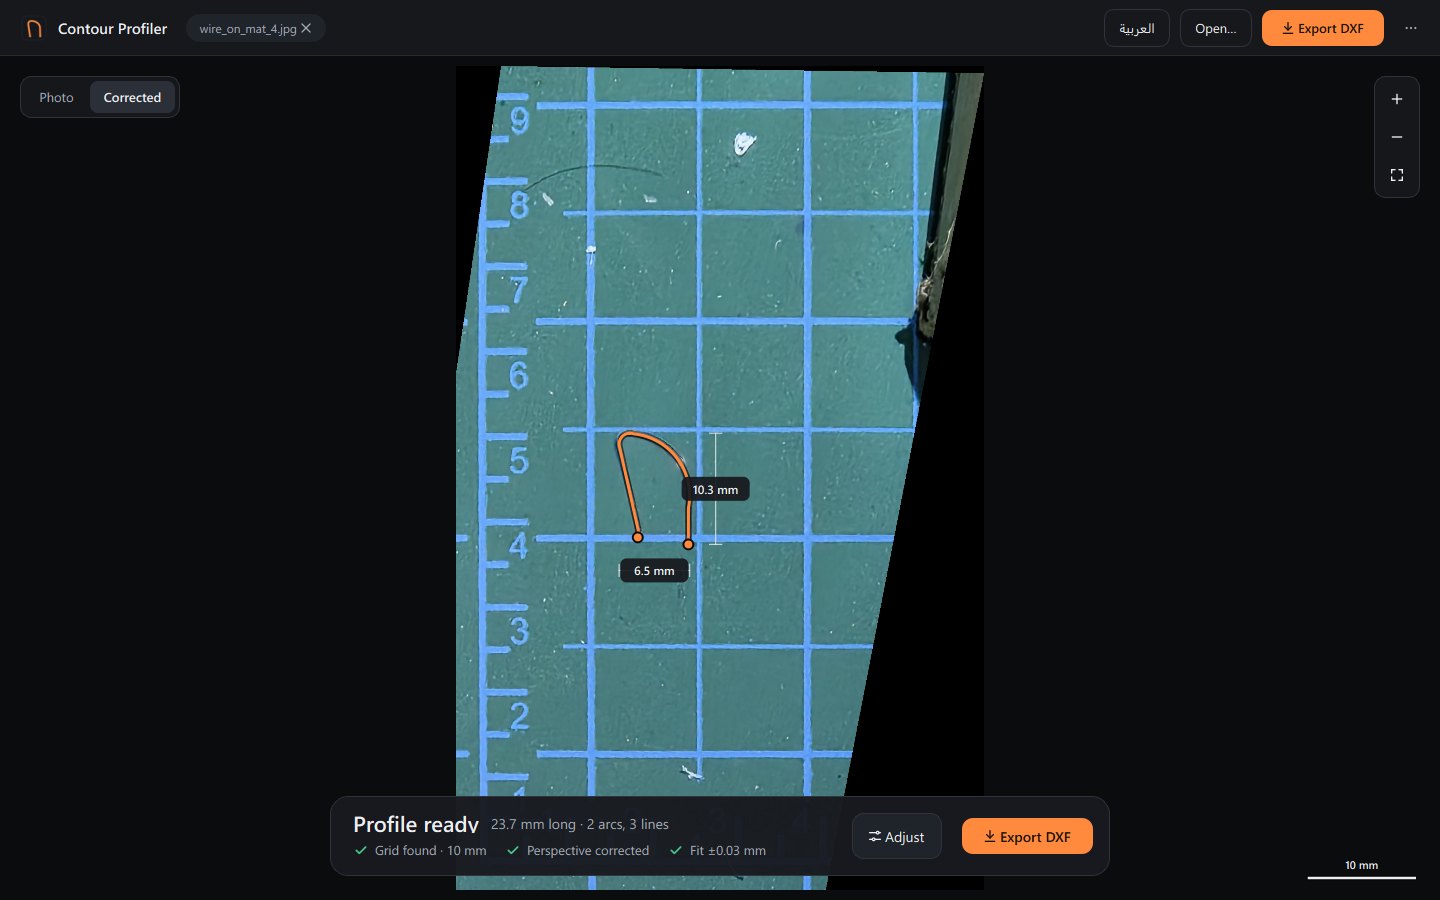 Contour Profiler
wire_on_mat_4.jpg
العربية
Open...
Export DXF
Photo
Corrected
9
8
7
6
5
4
3
2
10.3 mm
6.5 mm
Profile ready
23.7 mm long · 2 arcs, 3 lines
Grid found · 10 mm
Perspective corrected
Fit ±0.03 mm
Adjust
Export DXF
10 mm